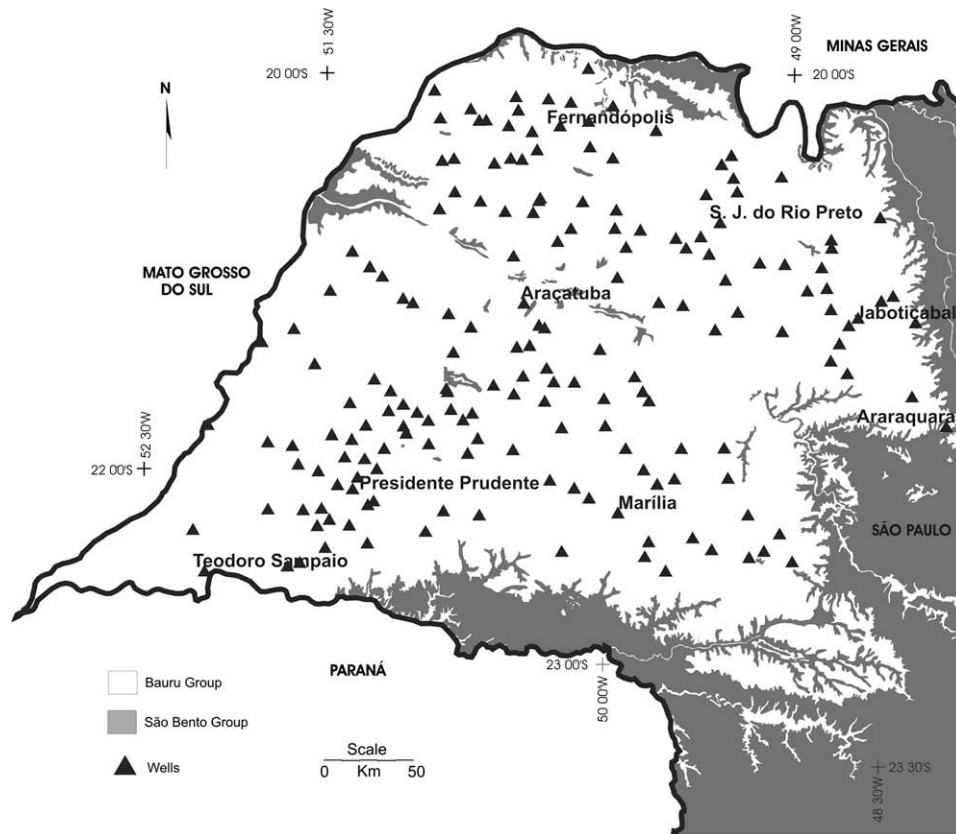 51 30'W
49 00'W
MINAS GERAIS
20 00'S
20 00'S
N
Fernandópolis
S. J. do Rio Preto
MATO GROSSO
DO SUL
Araçatuba
Jaboticabal
Araraquara
52 30'W
22 00'S
Presidente Prudente
Marília
SÃO PAULO
Teodoro Sampaio
PARANÁ
23 00'S
50 00'W
Bauru Group
São Bento Group
Wells
Scale
0 Km 50
23 30'S
48 30'W